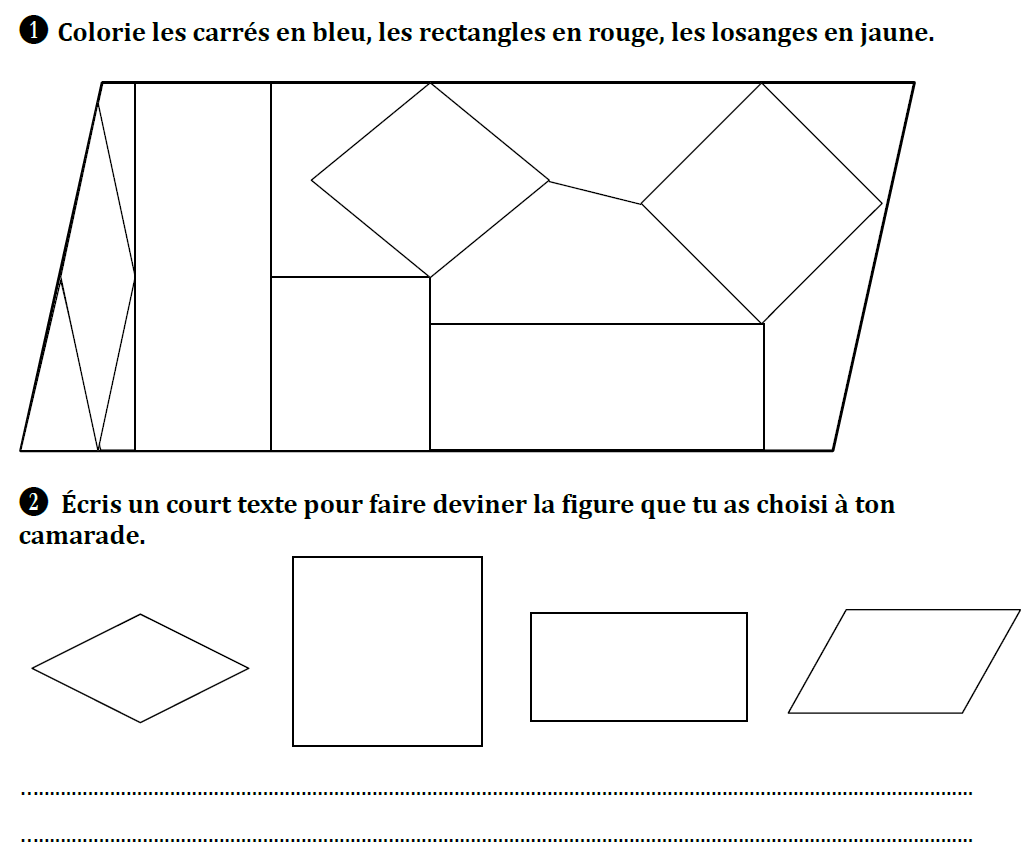 ❶ Colorie les carrés en bleu, les rectangles en rouge, les losanges en jaune.
❷ Écris un court texte pour faire deviner la figure que tu as choisi à ton
camarade.